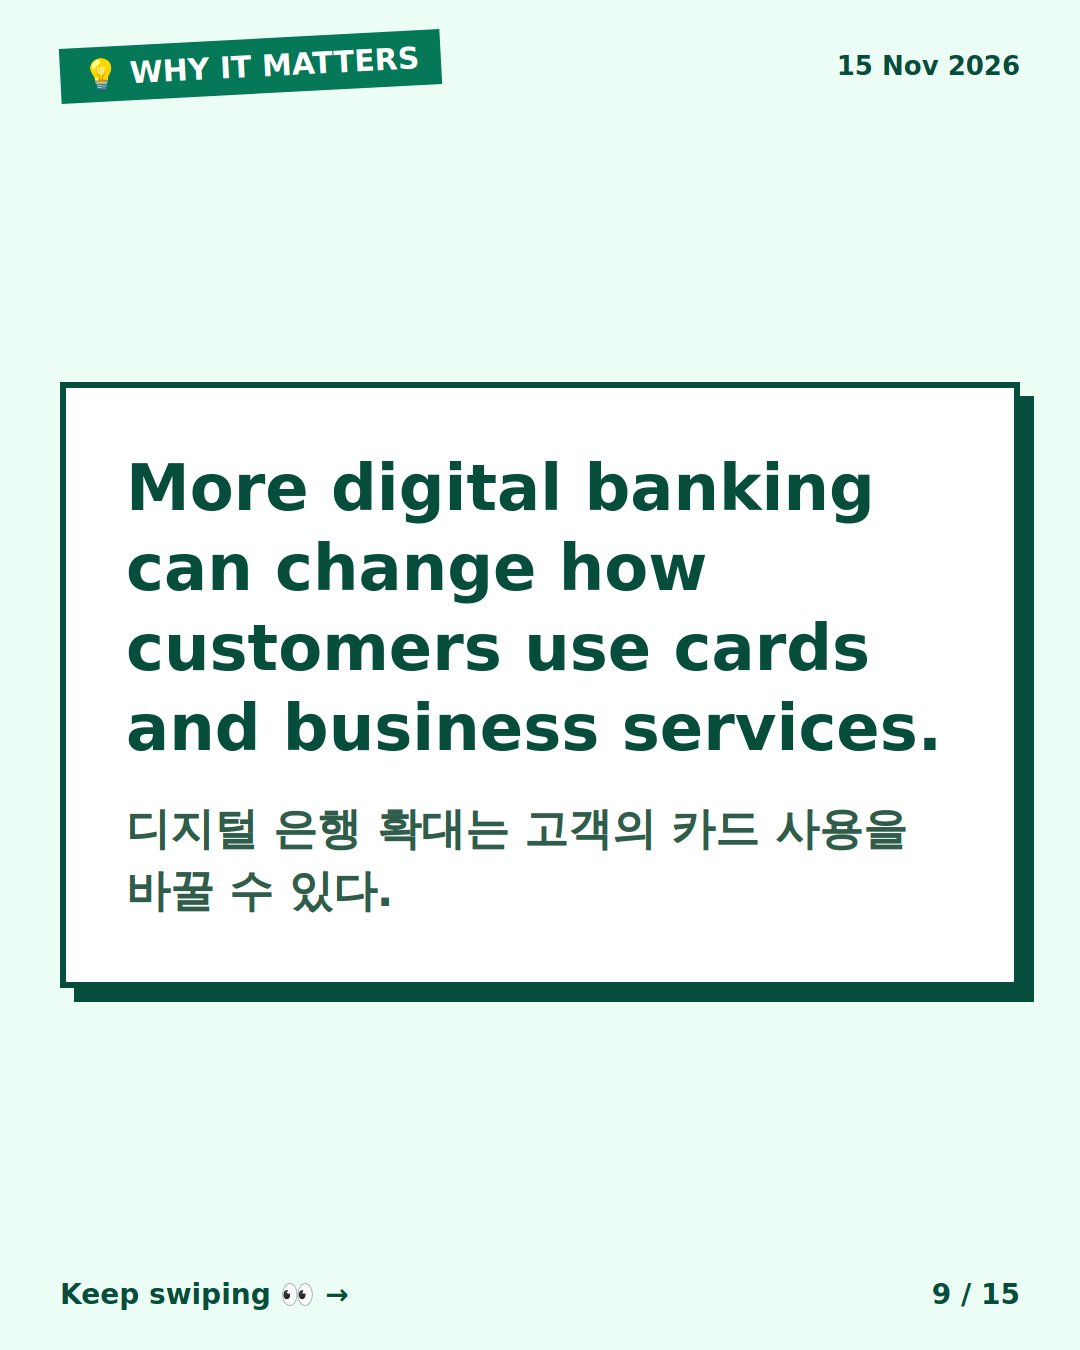 💡 WHY IT MATTERS
15 Nov 2026
More digital banking
can change how
customers use cards
and business services.
디지털 은행 확대는 고객의 카드 사용을
바꿀 수 있다.
Keep swiping 👀 →
9 / 15